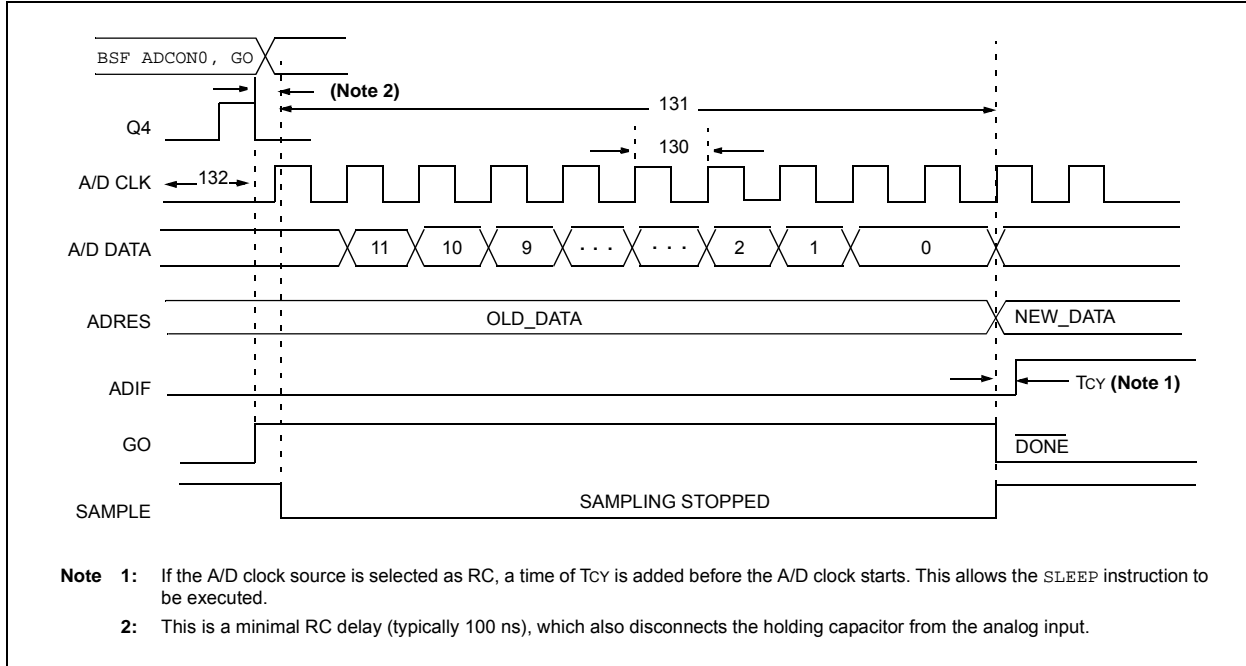 BSF ADCON0, GO
(Note 2)
131
Q4
130
A/D CLK
132
A/D DATA
11 10 9 . . . . . . 2 1 0
ADRES
OLD_DATA
NEW_DATA
ADIF
TCY (Note 1)
GO
DONE
SAMPLE
SAMPLING STOPPED
Note 1: If the A/D clock source is selected as RC, a time of TCY is added before the A/D clock starts. This allows the SLEEP instruction to
be executed.
2: This is a minimal RC delay (typically 100 ns), which also disconnects the holding capacitor from the analog input.